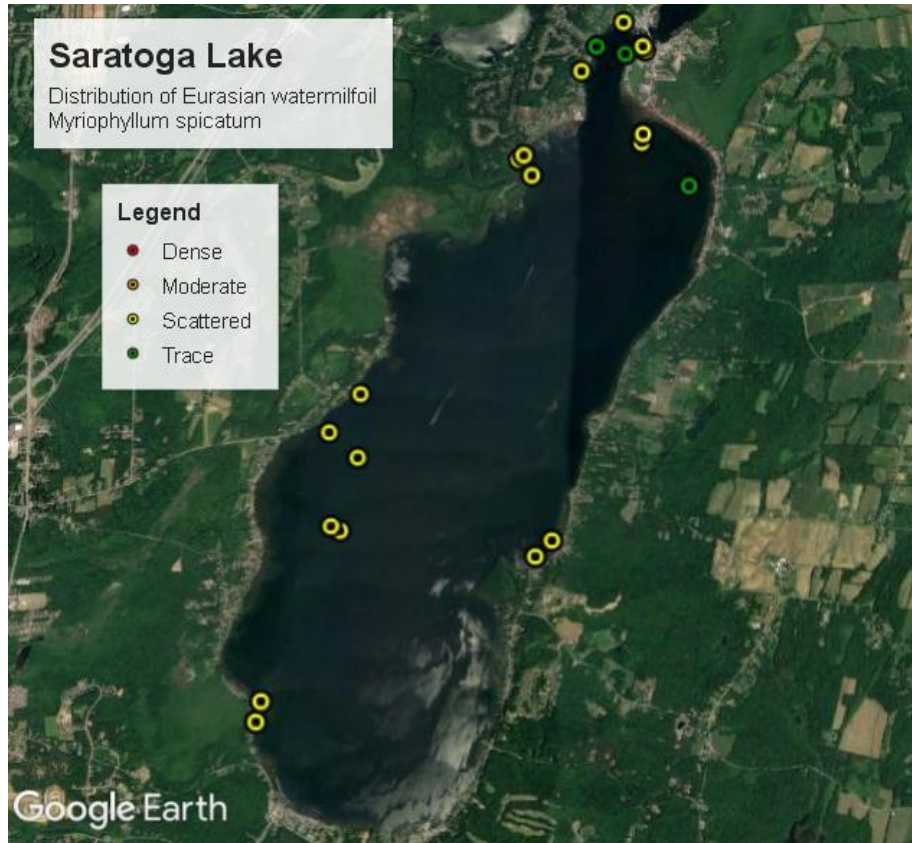 Saratoga Lake
Distribution of Eurasian watermilfoil
Myriophyllum spicatum
Legend
Dense
Moderate
Scattered
Trace
Google Earth